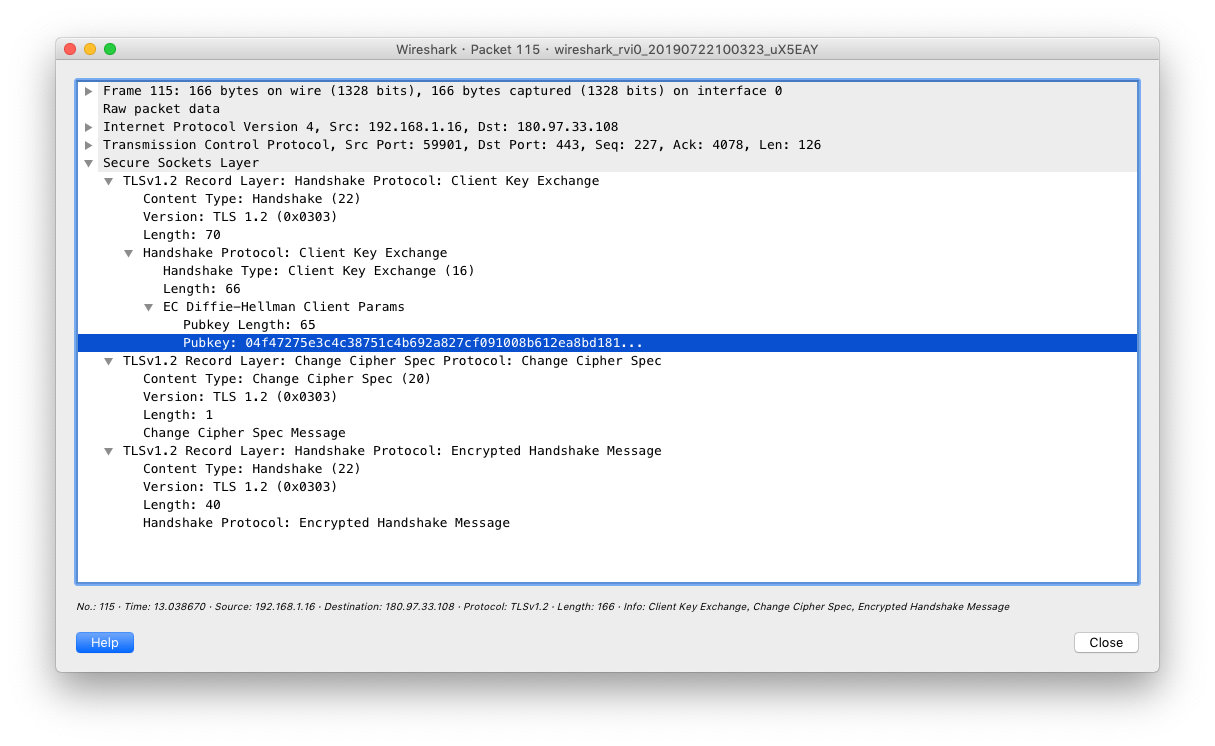 Wireshark · Packet 115 · wireshark_rvi0_20190722100323_uX5EAY
Frame 115: 166 bytes on wire (1328 bits), 166 bytes captured (1328 bits) on interface 0
Raw packet data
Internet Protocol Version 4, Src: 192.168.1.16, Dst: 180.97.33.108
Transmission Control Protocol, Src Port: 59901, Dst Port: 443, Seq: 227, Ack: 4078, Len: 126
Secure Sockets Layer
TLSv1.2 Record Layer: Handshake Protocol: Client Key Exchange
Content Type: Handshake (22)
Version: TLS 1.2 (0x0303)
Length: 70
Handshake Protocol: Client Key Exchange
Handshake Type: Client Key Exchange (16)
Length: 66
EC Diffie-Hellman Client Params
Pubkey Length: 65
Pubkey: 04f47275e3c4c38751c4b692a827cf091008b612ea8bd181...
TLSv1.2 Record Layer: Change Cipher Spec Protocol: Change Cipher Spec
Content Type: Change Cipher Spec (20)
Version: TLS 1.2 (0x0303)
Length: 1
Change Cipher Spec Message
TLSv1.2 Record Layer: Handshake Protocol: Encrypted Handshake Message
Content Type: Handshake (22)
Version: TLS 1.2 (0x0303)
Length: 40
Handshake Protocol: Encrypted Handshake Message
No.: 115 · Time: 13.038670 · Source: 192.168.1.16 · Destination: 180.97.33.108 · Protocol: TLSv1.2 · Length: 166 · Info: Client Key Exchange, Change Cipher Spec, Encrypted Handshake Message
Help
Close